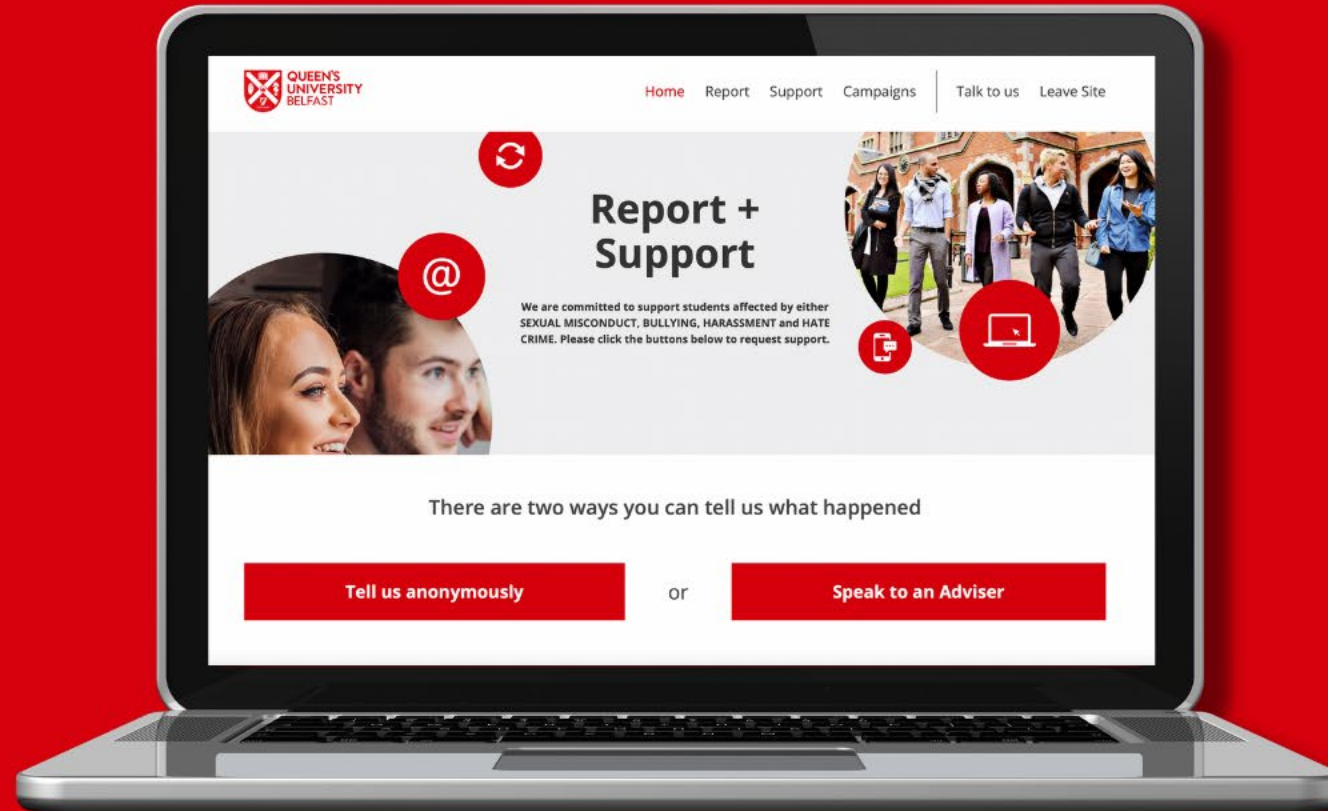 QUEEN'S
UNIVERSITY
BELFAST
Home Report Support Campaigns Talk to us Leave Site
@
Report +
Support
We are committed to support students affected by either
SEXUAL MISCONDUCT, BULLYING, HARASSMENT and HATE
CRIME. Please click the buttons below to request support.
There are two ways you can tell us what happened
Tell us anonymously or Speak to an Adviser